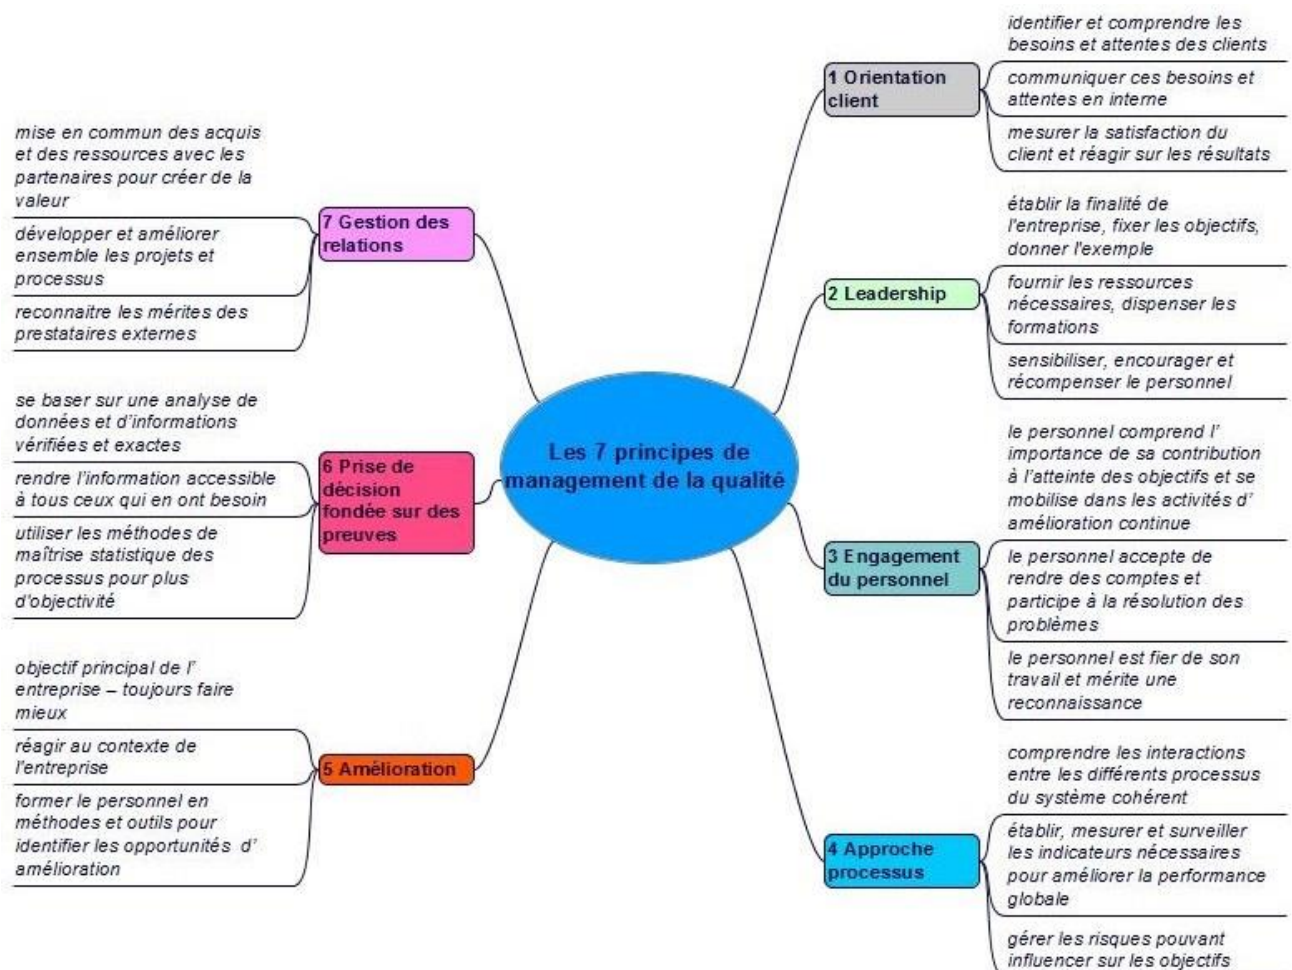 Les 7 principes de
management de la qualité
1 Orientation
client
identifier et comprendre les
besoins et attentes des clients
communiquer ces besoins et
attentes en interne
mesurer la satisfaction du
client et réagir sur les résultats
2 Leadership
établir la finalité de
l'entreprise, fixer les objectifs,
donner l'exemple
fournir les ressources
nécessaires, dispenser les
formations
sensibiliser, encourager et
récompenser le personnel
3 Engagement
du personnel
le personnel comprend l’
importance de sa contribution
à l’atteinte des objectifs et se
mobilise dans les activités d’
amélioration continue
le personnel accepte de
rendre des comptes et
participe à la résolution des
problèmes
le personnel est fier de son
travail et mérite une
reconnaissance
4 Approche
processus
comprendre les interactions
entre les différents processus
du système cohérent
établir, mesurer et surveiller
les indicateurs nécessaires
pour améliorer la performance
globale
gérer les risques pouvant
influencer sur les objectifs
5 Amélioration
objectif principal de l’
entreprise – toujours faire
mieux
réagir au contexte de
l'entreprise
former le personnel en
méthodes et outils pour
identifier les opportunités d’
amélioration
6 Prise de
décision
fondée sur des
preuves
se baser sur une analyse de
données et d’informations
vérifiées et exactes
rendre l’information accessible
à tous ceux qui en ont besoin
utiliser les méthodes de
maîtrise statistique des
processus pour plus
d'objectivité
7 Gestion des
relations
mise en commun des acquis
et des ressources avec les
partenaires pour créer de la
valeur
développer et améliorer
ensemble les projets et
processus
reconnaitre les mérites des
prestataires externes